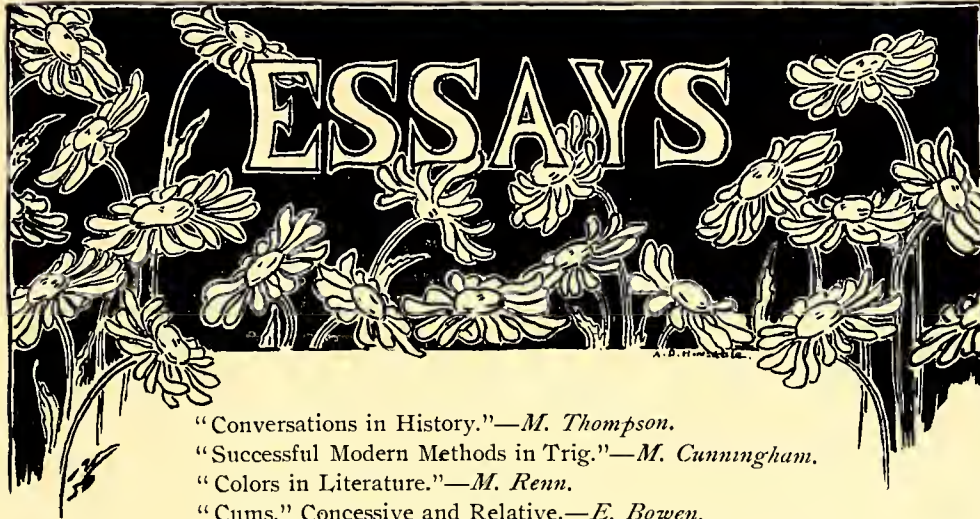 ESSAYS
"Conversations in History."—M. Thompson.
"Successful Modern Methods in Trig."—M. Cunningham.
"Colors in Literature."—M. Renn.
"Cums," Concessive and Relative.—E. Bowen.